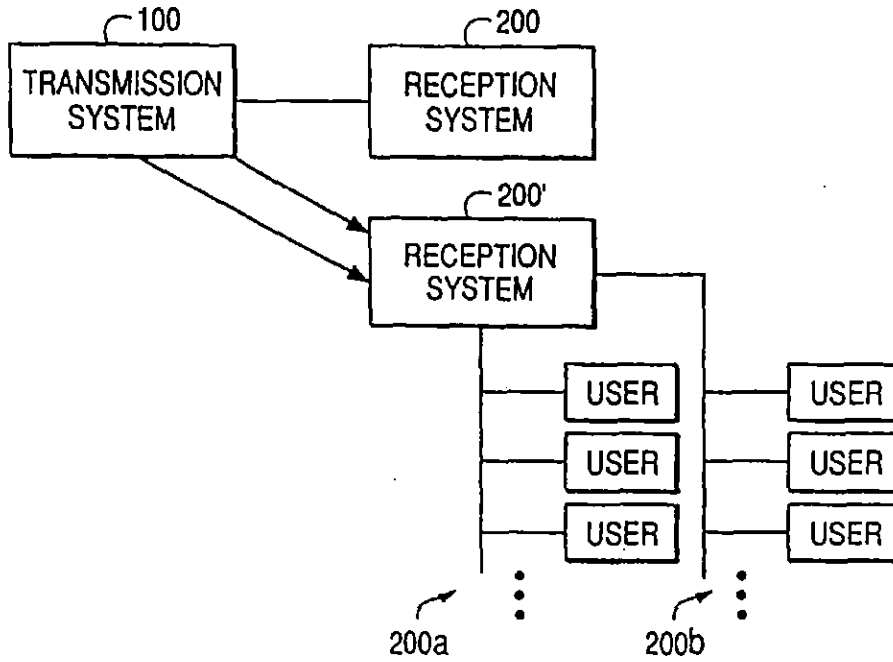 100
TRANSMISSION
SYSTEM
200
RECEPTION
SYSTEM
200'
RECEPTION
SYSTEM
USER
USER
USER
USER
USER
USER
200a
200b